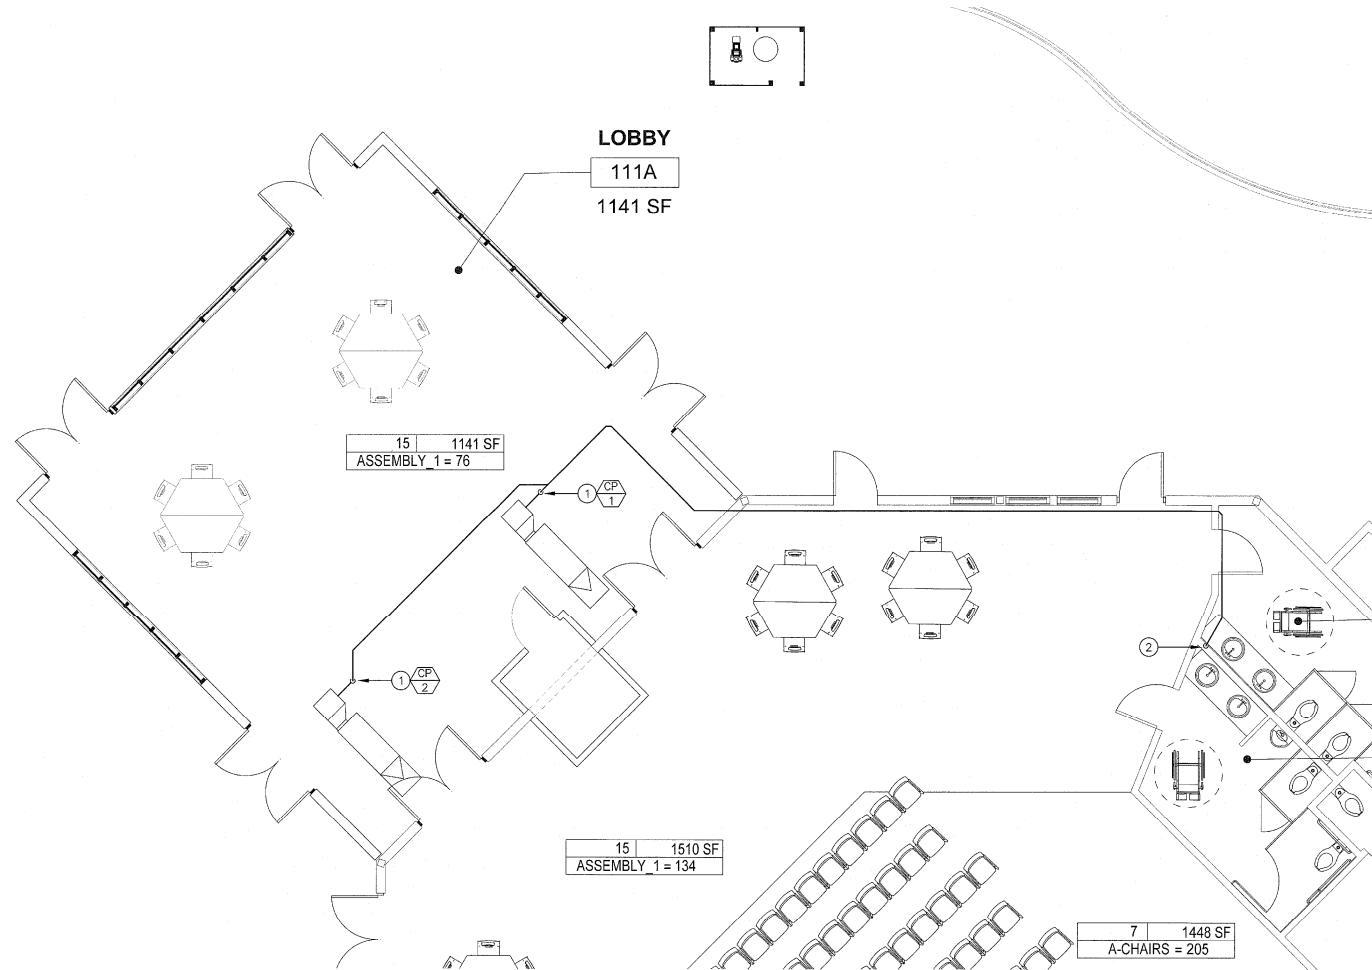 LOBBY
111A
1141 SF
15 1141 SF
ASSEMBLY_1 = 76
1 CP
1
1 CP
2
2
15 1510 SF
ASSEMBLY_1 = 134
7 1448 SF
A-CHAIRS = 205